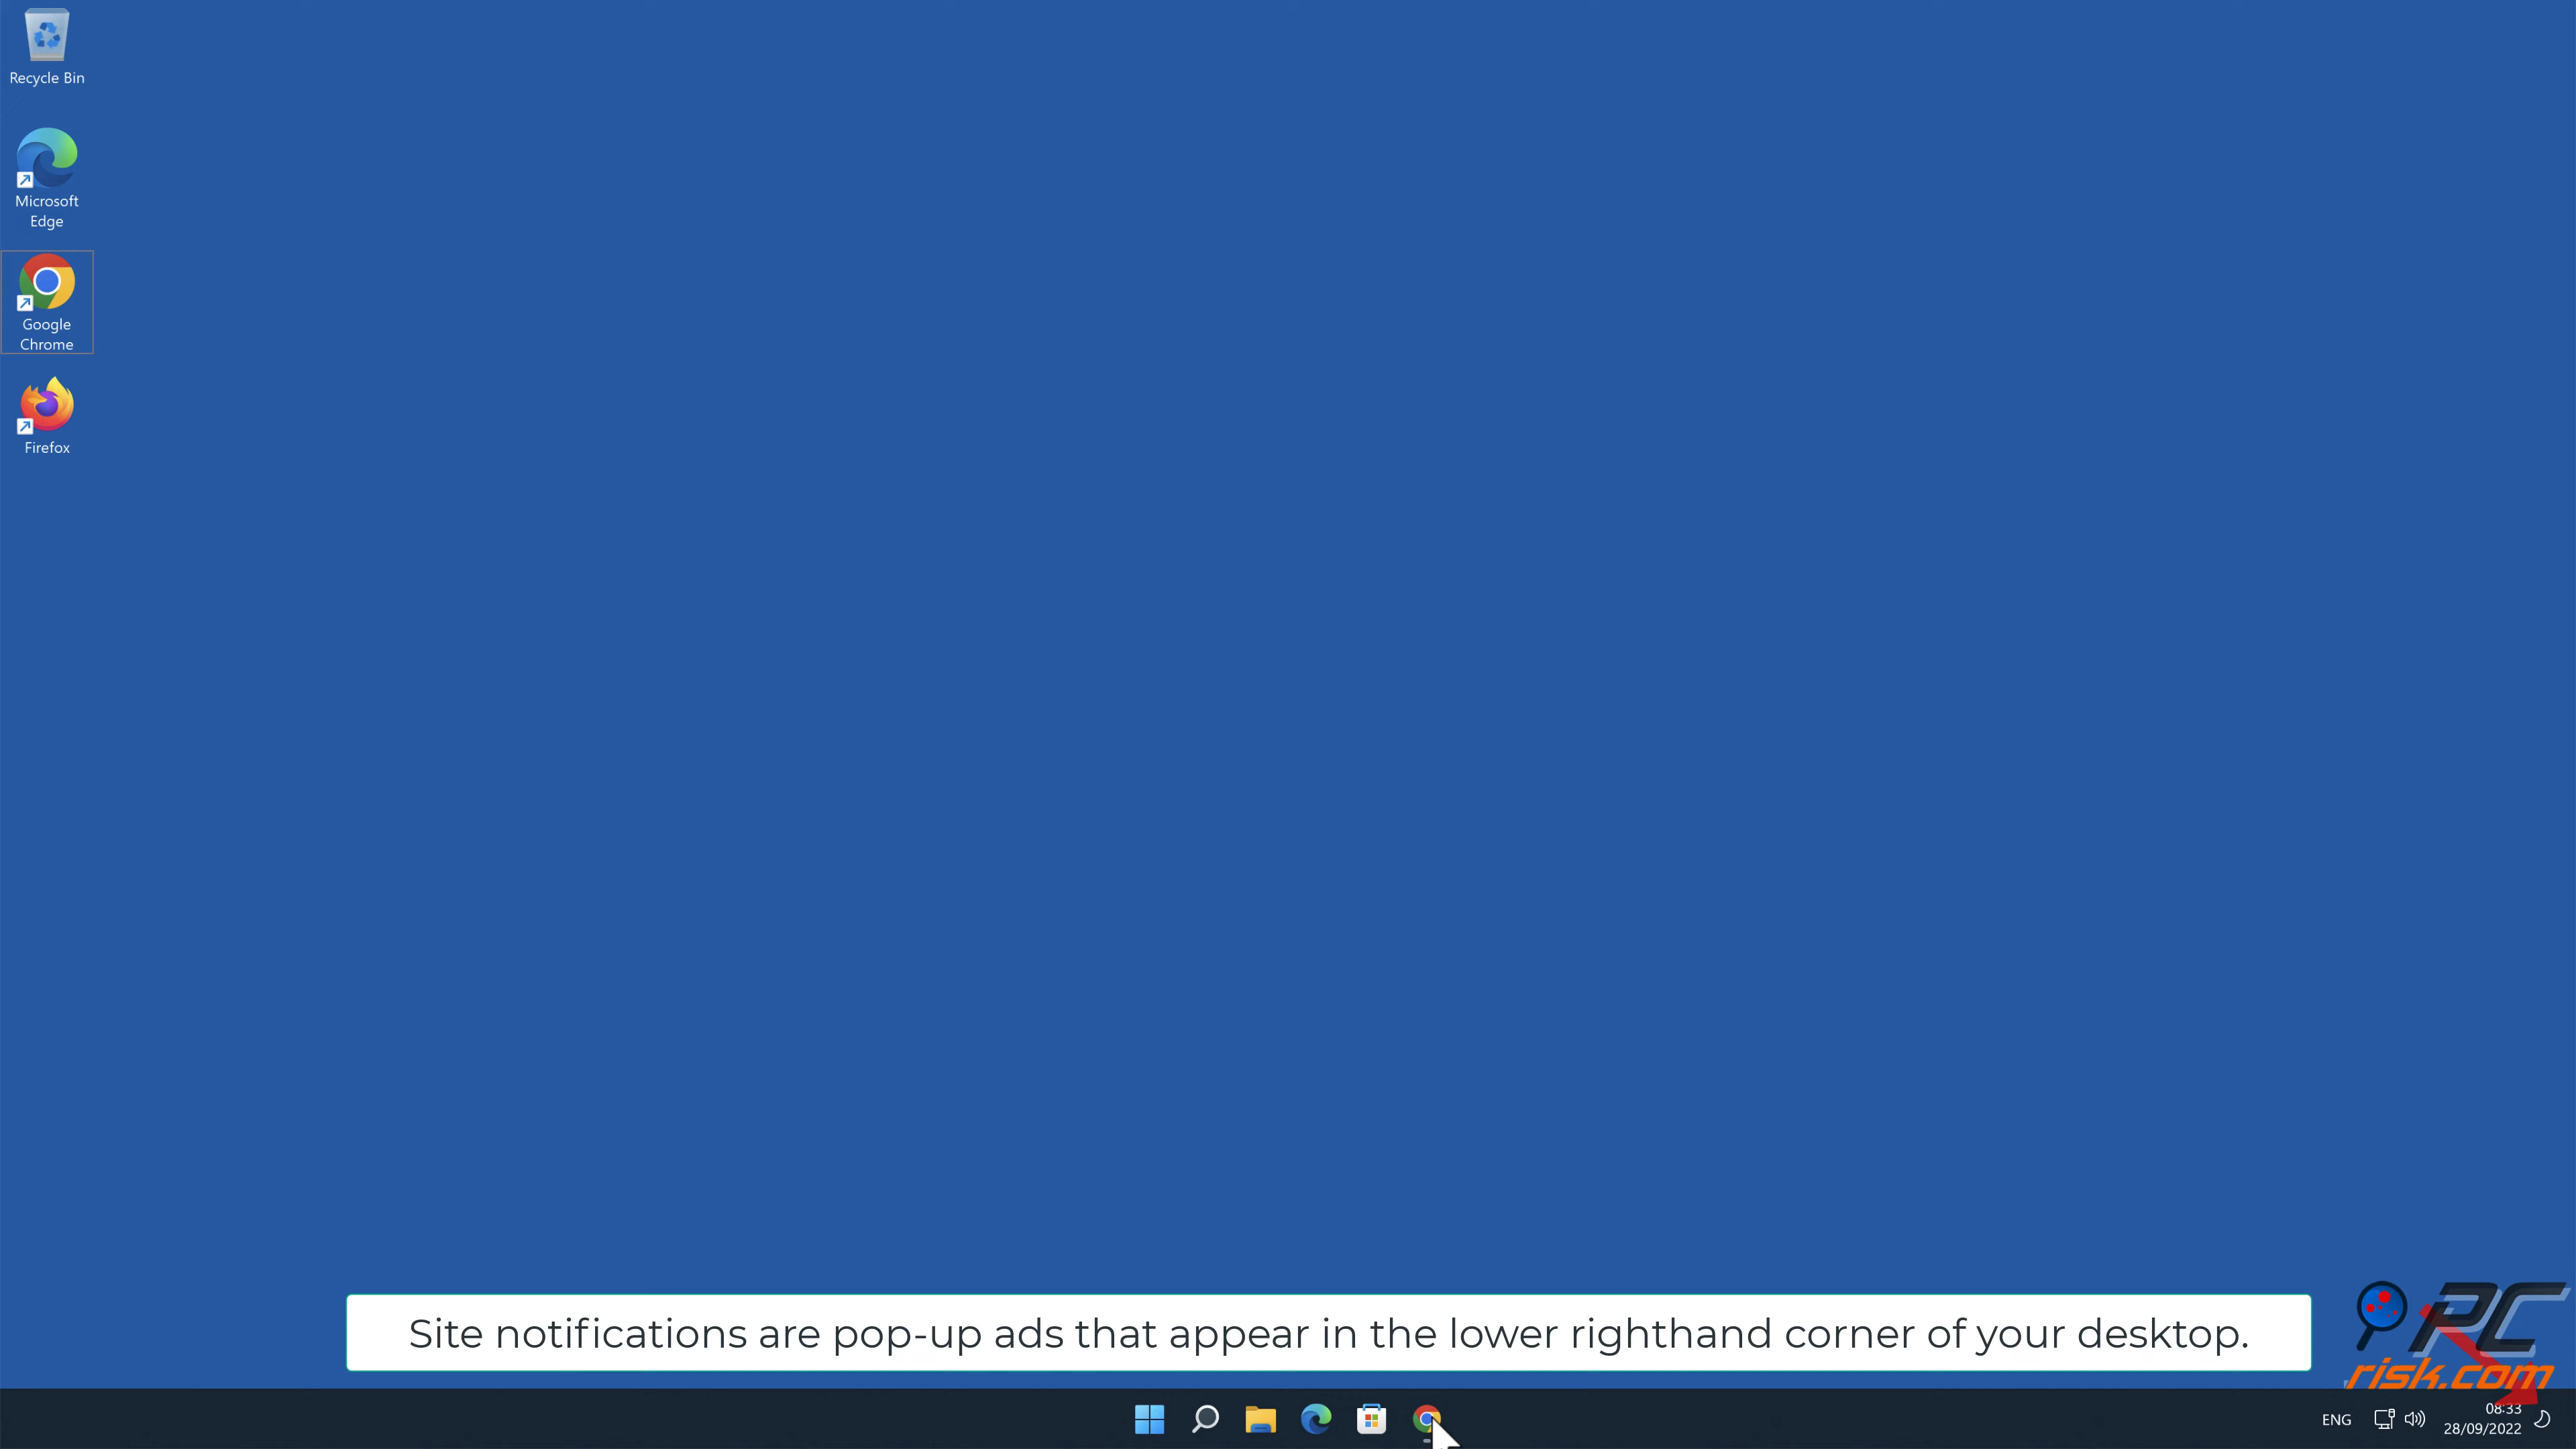 Recycle Bin
Microsoft
Edge
Google
Chrome
Firefox
Site notifications are pop-up ads that appear in the lower righthand corner of your desktop.
PC
risk.com
ENG
08:33
28/09/2022